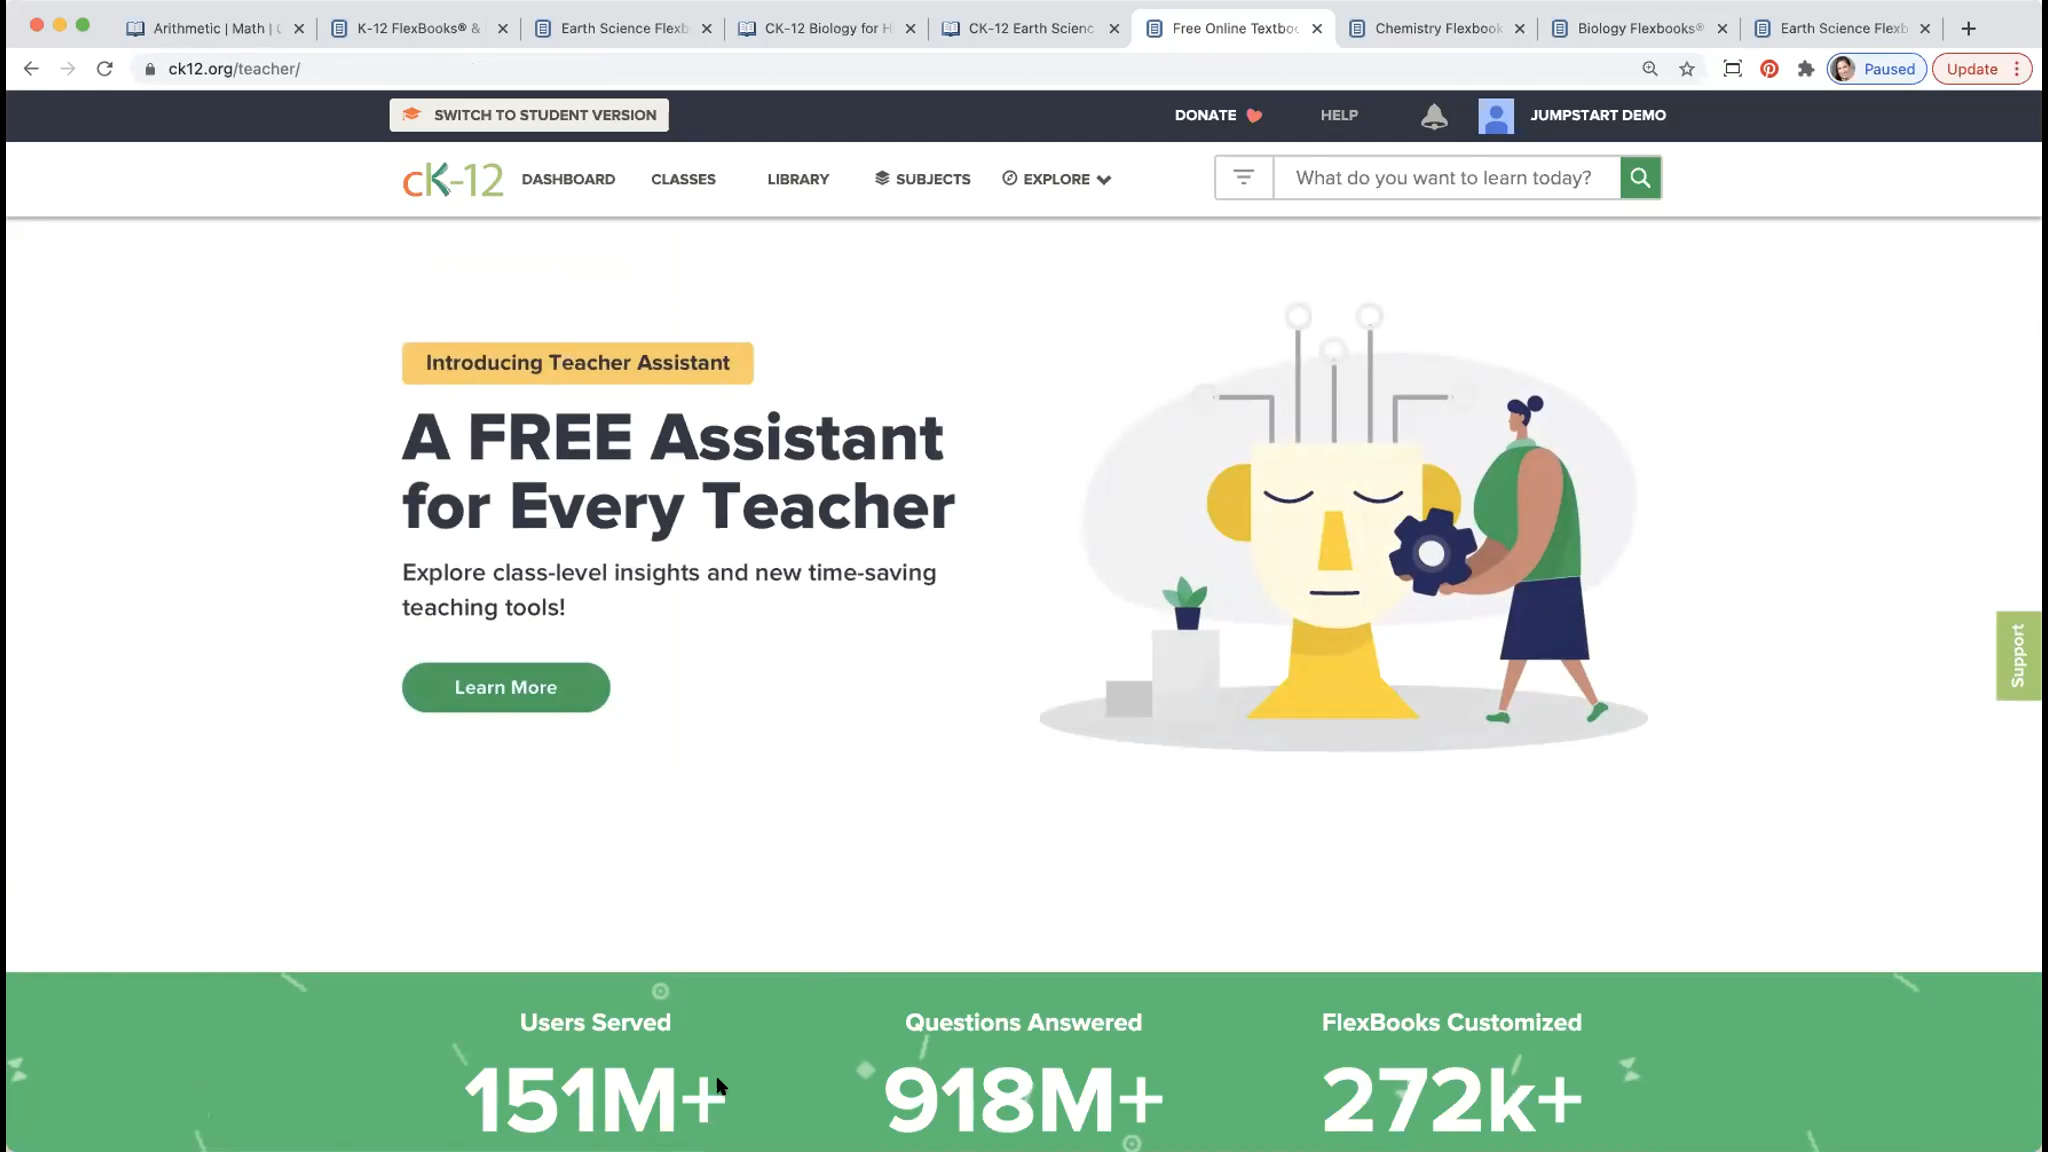 Arithmetic | Math |
K-12 FlexBooks® &
Earth Science Flexb
CK-12 Biology for H
CK-12 Earth Scienc
Free Online Textbo
Chemistry Flexbook
Biology Flexbooks®
Earth Science Flexb
ck12.org/teacher/
Paused
Update
SWITCH TO STUDENT VERSION
DONATE
HELP
JUMPSTART DEMO
cK-12
DASHBOARD
CLASSES
LIBRARY
SUBJECTS
EXPLORE
What do you want to learn today?
Introducing Teacher Assistant
A FREE Assistant
for Every Teacher
Explore class-level insights and new time-saving
teaching tools!
Learn More
Support
Users Served
Questions Answered
FlexBooks Customized
151M+
918M+
272k+